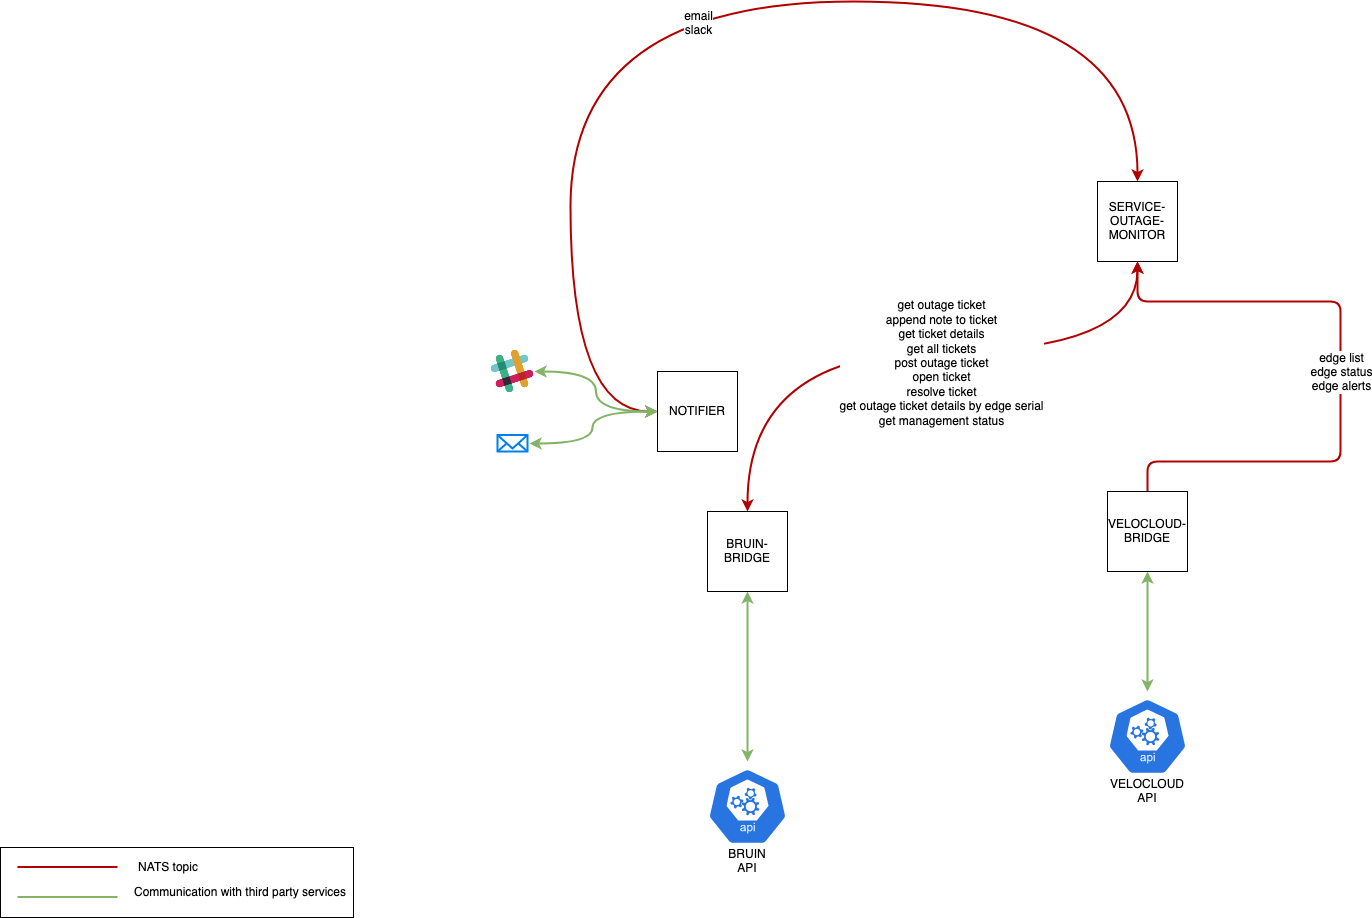 email
slack
SERVICE-
OUTAGE-
MONITOR
get outage ticket
append note to ticket
get ticket details
get all tickets
post outage ticket
open ticket
resolve ticket
get outage ticket details by edge serial
get management status
edge list
edge status
edge alerts
NOTIFIER
BRUIN-
BRIDGE
VELOCLOUD-
BRIDGE
api
VELOCLOUD
API
api
BRUIN
API
NATS topic
Communication with third party services